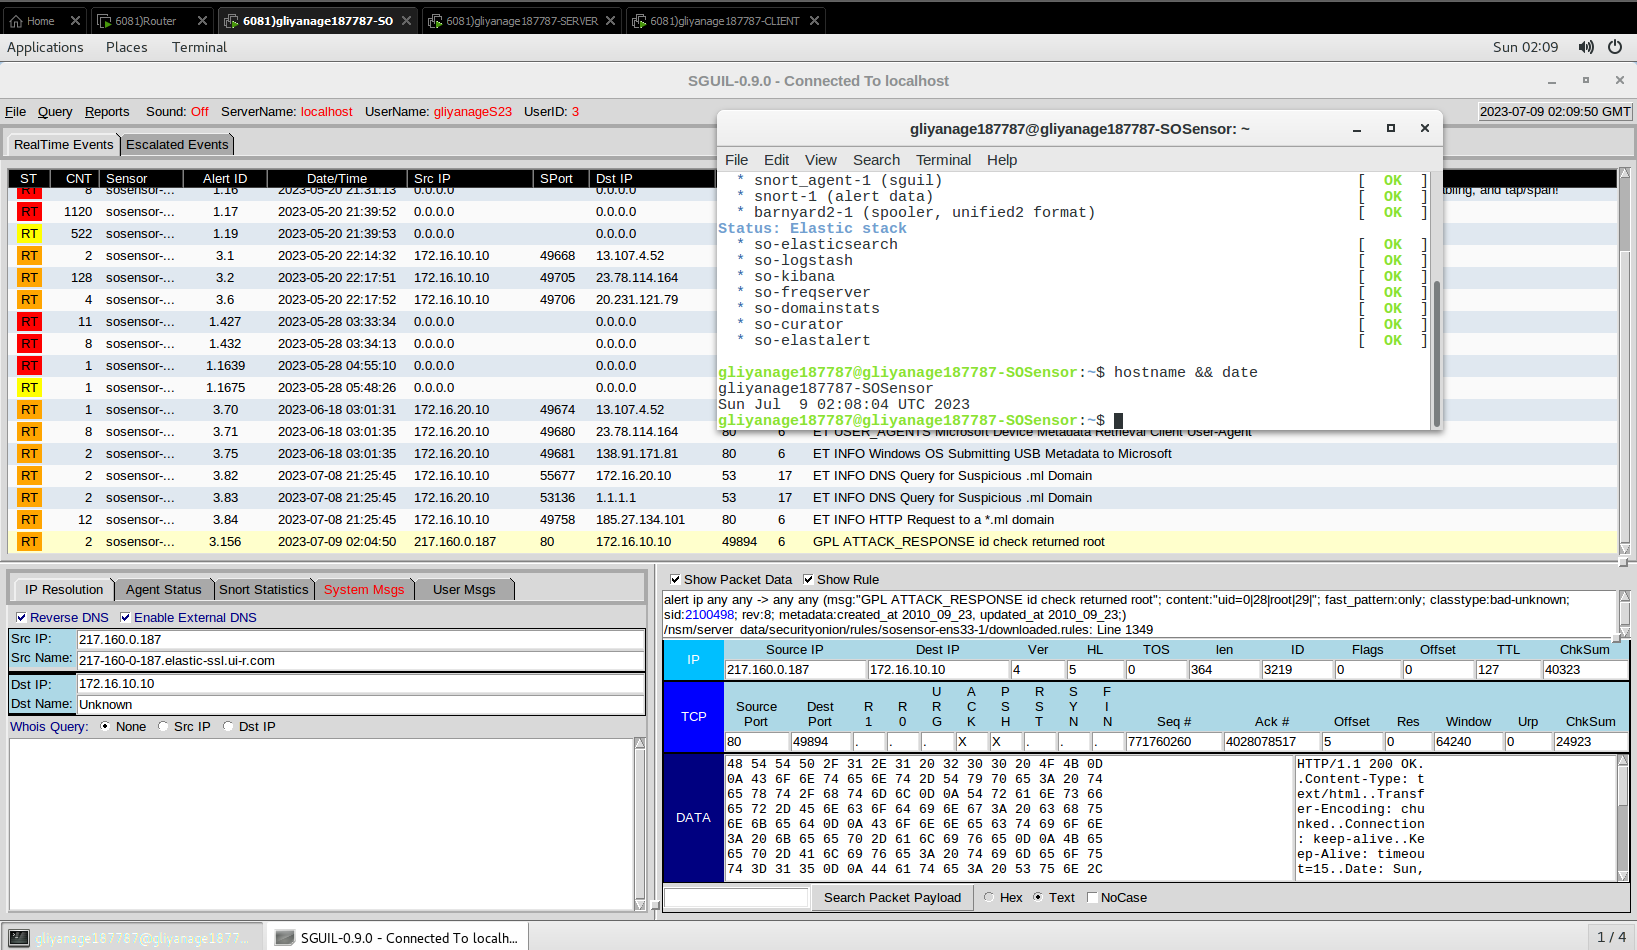 Home
6081)Router
6081)gliyanage187787-SO
6081)gliyanage187787-SERVER
6081)gliyanage187787-CLIENT
Applications Places Terminal Sun 02:09
SGUIL-0.9.0 - Connected To localhost
File Query Reports Sound: Off ServerName: localhost UserName: gliyanageS23 UserID: 3 2023-07-09 02:09:50 GMT
RealTime Events Escalated Events
ST CNT Sensor Alert ID Date/Time Src IP SPort Dst IP
RT 8 sosensor-... 1.16 2023-05-20 21:31:13 0.0.0.0 0.0.0.0 and tap/span!
RT 1120 sosensor-... 1.17 2023-05-20 21:39:52 0.0.0.0 0.0.0.0
RT 522 sosensor-... 1.19 2023-05-20 21:39:53 0.0.0.0 0.0.0.0
RT 2 sosensor-... 3.1 2023-05-20 22:14:32 172.16.10.10 49668 13.107.4.52
RT 128 sosensor-... 3.2 2023-05-20 22:17:51 172.16.10.10 49705 23.78.114.164
RT 4 sosensor-... 3.6 2023-05-20 22:17:52 172.16.10.10 49706 20.231.121.79
RT 11 sosensor-... 1.427 2023-05-28 03:33:34 0.0.0.0 0.0.0.0
RT 8 sosensor-... 1.432 2023-05-28 03:34:13 0.0.0.0 0.0.0.0
RT 1 sosensor-... 1.1639 2023-05-28 04:55:10 0.0.0.0 0.0.0.0
RT 1 sosensor-... 1.1675 2023-05-28 05:48:26 0.0.0.0 0.0.0.0
RT 1 sosensor-... 3.70 2023-06-18 03:01:31 172.16.20.10 49674 13.107.4.52
RT 8 sosensor-... 3.71 2023-06-18 03:01:35 172.16.20.10 49680 23.78.114.164 80 6 ET USER_AGENTS Microsoft Device Metadata Retrieval Client User-Agent
RT 2 sosensor-... 3.75 2023-06-18 03:01:35 172.16.20.10 49681 138.91.171.81 80 6 ET INFO Windows OS Submitting USB Metadata to Microsoft
RT 2 sosensor-... 3.82 2023-07-08 21:25:45 172.16.10.10 55677 172.16.20.10 53 17 ET INFO DNS Query for Suspicious .ml Domain
RT 2 sosensor-... 3.83 2023-07-08 21:25:45 172.16.20.10 53136 1.1.1.1 53 17 ET INFO DNS Query for Suspicious .ml Domain
RT 12 sosensor-... 3.84 2023-07-08 21:25:45 172.16.10.10 49758 185.27.134.101 80 6 ET INFO HTTP Request to a *.ml domain
RT 2 sosensor-... 3.156 2023-07-09 02:04:50 217.160.0.187 80 172.16.10.10 49894 6 GPL ATTACK_RESPONSE id check returned root
gliyanage187787@gliyanage187787-SOSensor: ~
File Edit View Search Terminal Help
* snort_agent-1 (sguil) [ OK ]
* snort-1 (alert data) [ OK ]
* barnyard2-1 (spooler, unified2 format) [ OK ]
Status: Elastic stack
* so-elasticsearch [ OK ]
* so-logstash [ OK ]
* so-kibana [ OK ]
* so-freqserver [ OK ]
* so-domainstats [ OK ]
* so-curator [ OK ]
* so-elastalert [ OK ]
gliyanage187787@gliyanage187787-SOSensor:~$ hostname && date
gliyanage187787-SOSensor
Sun Jul  9 02:08:04 UTC 2023
gliyanage187787@gliyanage187787-SOSensor:~$
IP Resolution Agent Status Snort Statistics System Msgs User Msgs
Reverse DNS Enable External DNS
Src IP: 217.160.0.187
Src Name: 217-160-0-187.elastic-ssl.ui-r.com
Dst IP: 172.16.10.10
Dst Name: Unknown
Whois Query: None Src IP Dst IP
Show Packet Data Show Rule
alert ip any any -> any any (msg:"GPL ATTACK_RESPONSE id check returned root"; content:"uid=0|28|root|29|"; fast_pattern:only; classtype:bad-unknown;
sid:2100498; rev:8; metadata:created_at 2010_09_23, updated_at 2010_09_23;)
/nsm/server_data/securityonion/rules/sosensor-ens33-1/downloaded.rules: Line 1349
IP Source IP Dest IP Ver HL TOS len ID Flags Offset TTL ChkSum
217.160.0.187 172.16.10.10 4 5 0 364 3219 0 0 127 40323
TCP Source Port Dest Port R1 R0 URG ACK PSH RST SYN FIN Seq # Ack # Offset Res Window Urp ChkSum
80 49894 . . . X X . . . 771760260 4028078517 5 0 64240 0 24923
DATA
48 54 54 50 2F 31 2E 31 20 32 30 30 20 4F 4B 0D HTTP/1.1 200 OK.
0A 43 6F 6E 74 65 6E 74 2D 54 79 70 65 3A 20 74 .Content-Type: t
65 78 74 2F 68 74 6D 6C 0D 0A 54 72 61 6E 73 66 ext/html..Transf
65 72 2D 45 6E 63 6F 64 69 6E 67 3A 20 63 68 75 er-Encoding: chu
6E 6B 65 64 0D 0A 43 6F 6E 6E 65 63 74 69 6F 6E nked..Connection
3A 20 6B 65 65 70 2D 61 6C 69 76 65 0D 0A 4B 65 : keep-alive..Ke
65 70 2D 41 6C 69 76 65 3A 20 74 69 6D 65 6F 75 ep-Alive: timeou
74 3D 31 35 0D 0A 44 61 74 65 3A 20 53 75 6E 2C t=15..Date: Sun,
Search Packet Payload Hex Text NoCase
gliyanage187787@gliyanage1877...
SGUIL-0.9.0 - Connected To localh...
1 / 4